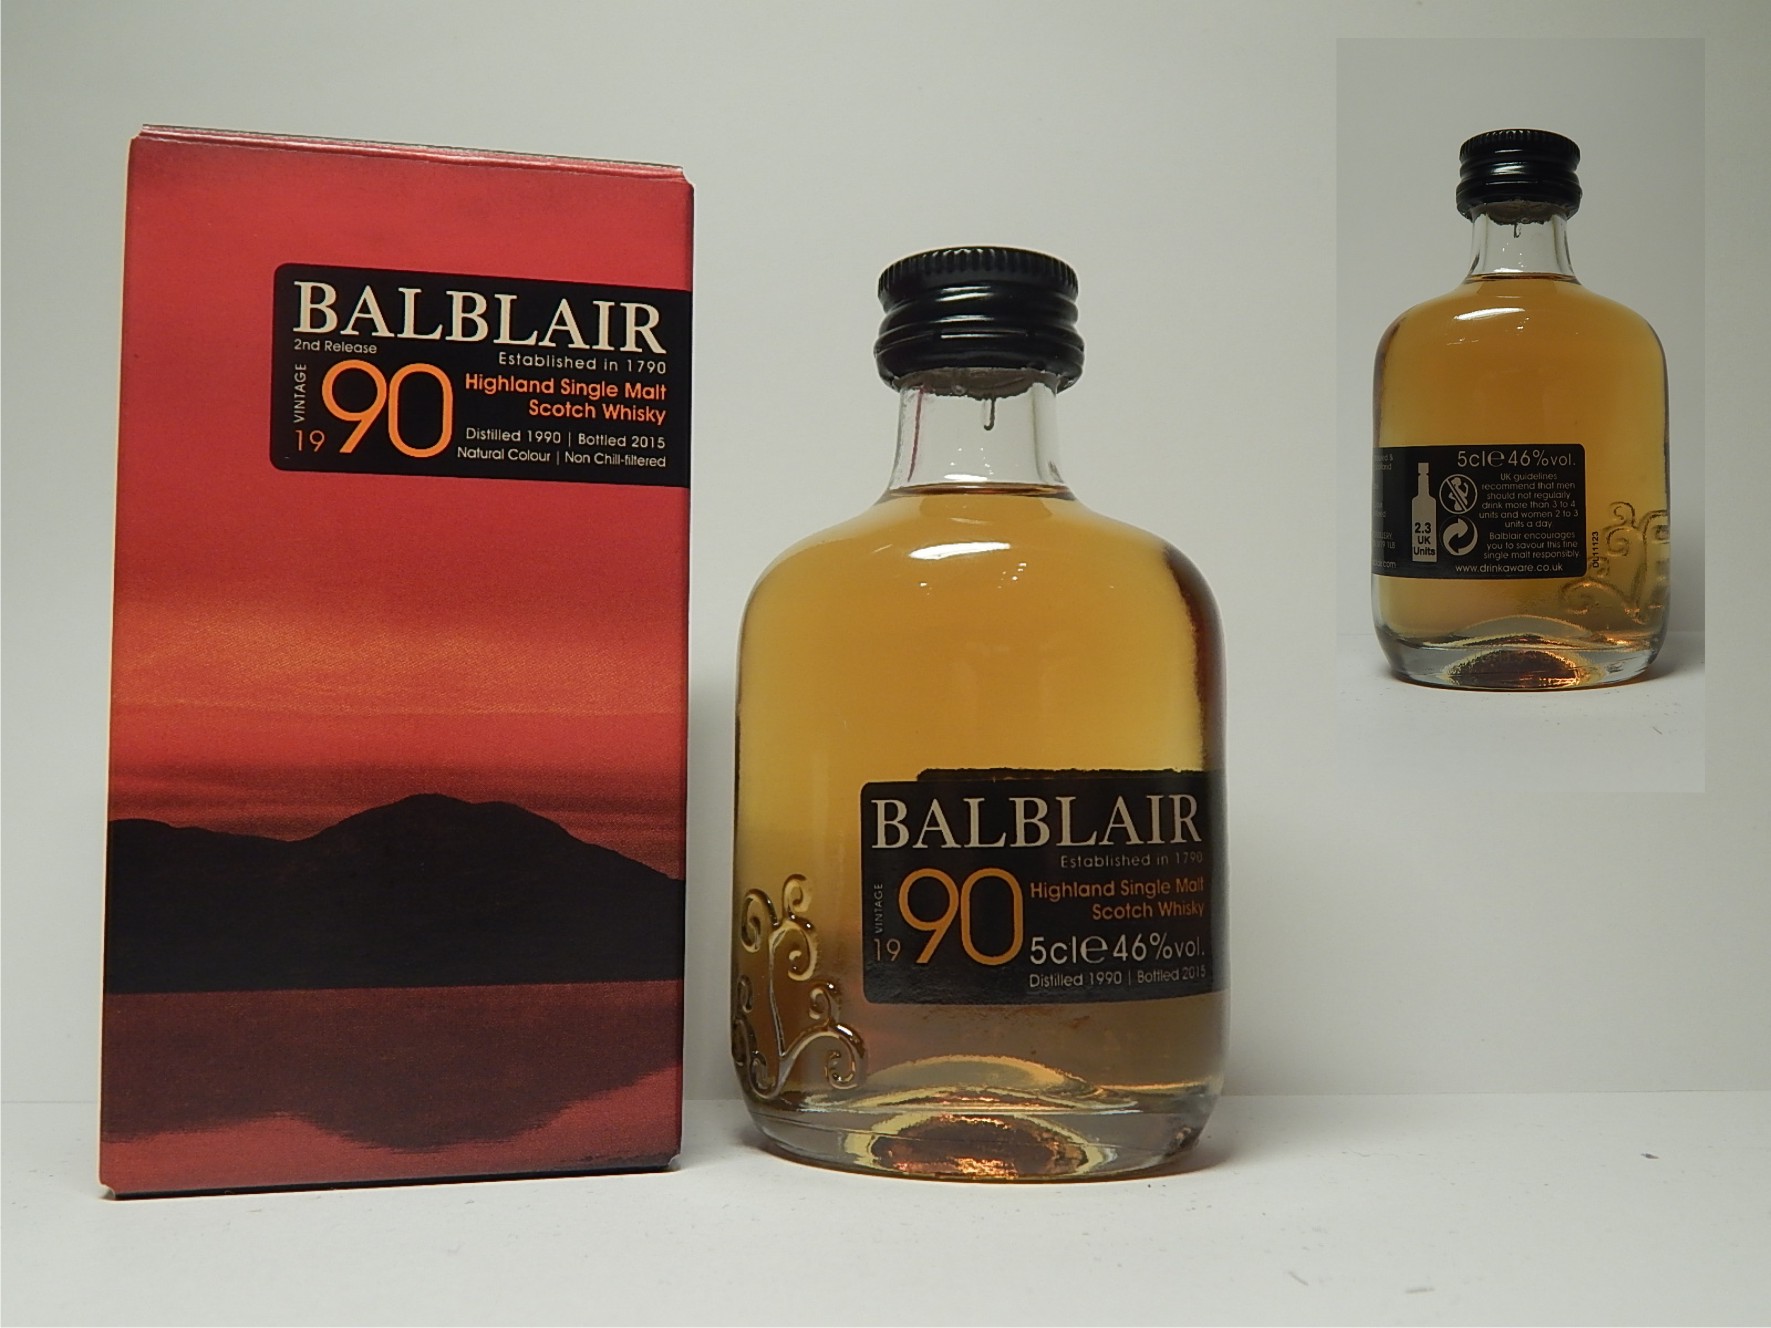 BALBLAIR
2nd Release
Established in 1790
VINTAGE
1990
Highland Single Malt
Scotch Whisky
Distilled 1990 | Bottled 2015
Natural Colour | Non Chill-filtered
BALBLAIR
Established in 1790
VINTAGE
1990
Highland Single Malt
Scotch Whisky
5cl℮46%vol.
Distilled 1990 | Bottled 2015
5cl℮46%vol.
UK guidelines
recommend that men
should not regularly
drink more than 3 to 4
units and women 2 to 3
units a day
Balblair encourages
you to savour this fine
single malt responsibly
www.drinkaware.co.uk
2.3
UK
Units